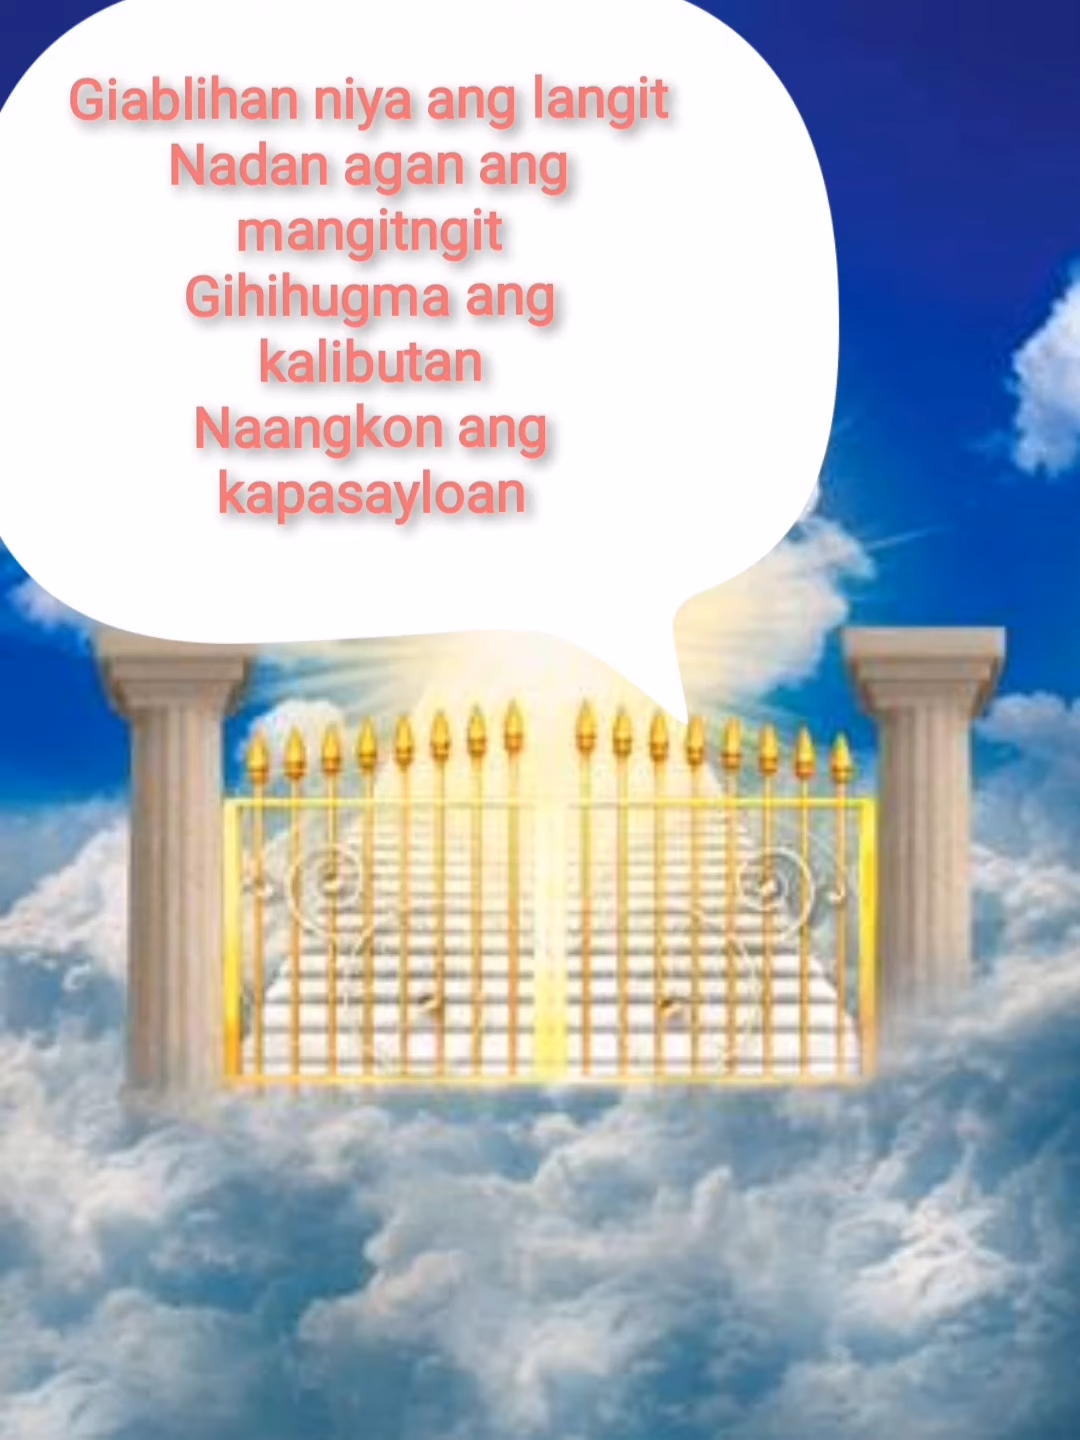 Giablihan niya ang langit
Nadan agan ang
mangitngit
Gihihugma ang
kalibutan
Naangkon ang
kapasayloan